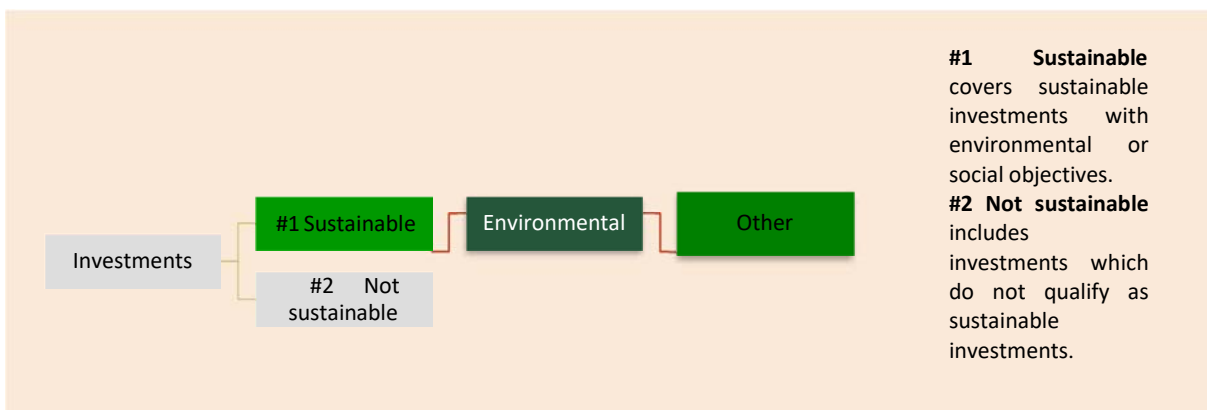 Investments
#1 Sustainable
#2 Not
sustainable
Environmental
Other
#1 Sustainable
covers sustainable
investments with
environmental or
social objectives.
#2 Not sustainable
includes
investments which
do not qualify as
sustainable
investments.